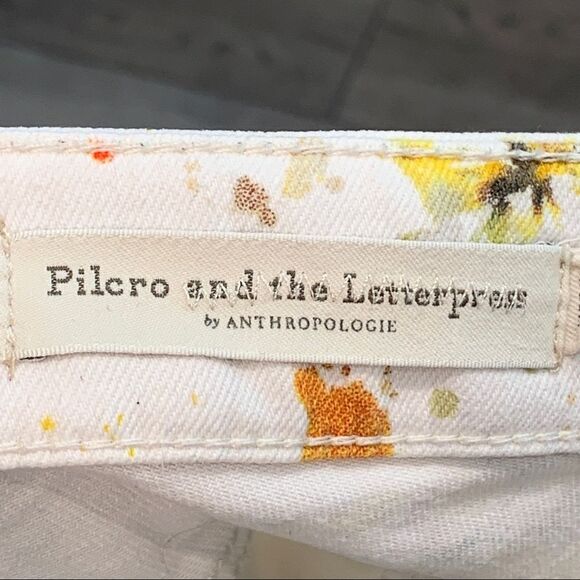 Pilcro and the Letterpress
by ANTHROPOLOGIE